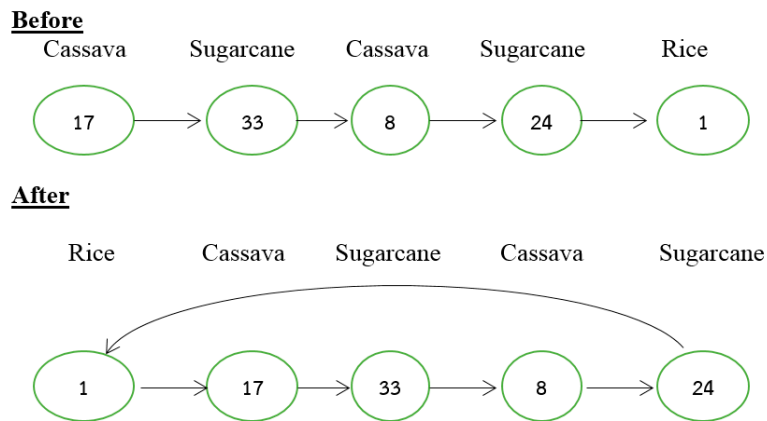 Before
Cassava Sugarcane Cassava Sugarcane Rice
17 33 8 24 1
After
Rice Cassava Sugarcane Cassava Sugarcane
1 17 33 8 24